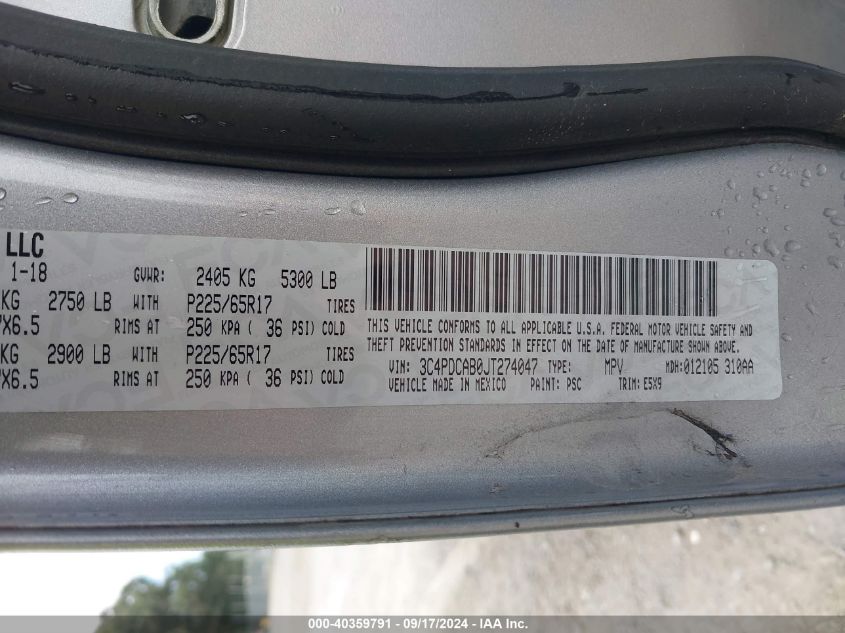 LLC
1-18 GVWR: 2405 KG 5300 LB
KG 2750 LB WITH P225/65R17 TIRES
X6.5 RIMS AT 250 KPA ( 36 PSI) COLD
KG 2900 LB WITH P225/65R17 TIRES
X6.5 RIMS AT 250 KPA ( 36 PSI) COLD
THIS VEHICLE CONFORMS TO ALL APPLICABLE U.S.A. FEDERAL MOTOR VEHICLE SAFETY AND
THEFT PREVENTION STANDARDS IN EFFECT ON THE DATE OF MANUFACTURE SHOWN ABOVE.
VIN: 3C4PDCAB0JT274047 TYPE: MPV MDH:012105 310AA
VEHICLE MADE IN MEXICO PAINT: PSC TRIM: E5X9
000-40359791 - 09/17/2024 - IAA Inc.